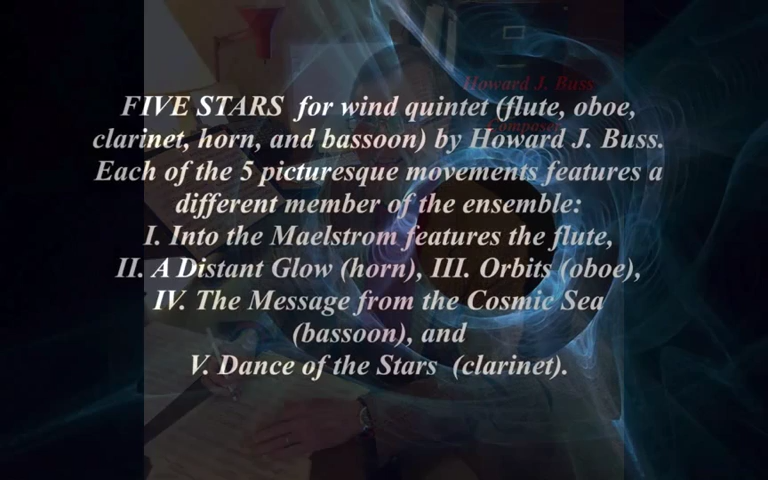 Howard J. Buss
Composer
FIVE STARS for wind quintet (flute, oboe,
clarinet, horn, and bassoon) by Howard J. Buss.
Each of the 5 picturesque movements features a
different member of the ensemble:
I. Into the Maelstrom features the flute,
II. A Distant Glow (horn), III. Orbits (oboe),
IV. The Message from the Cosmic Sea
(bassoon), and
V. Dance of the Stars (clarinet).